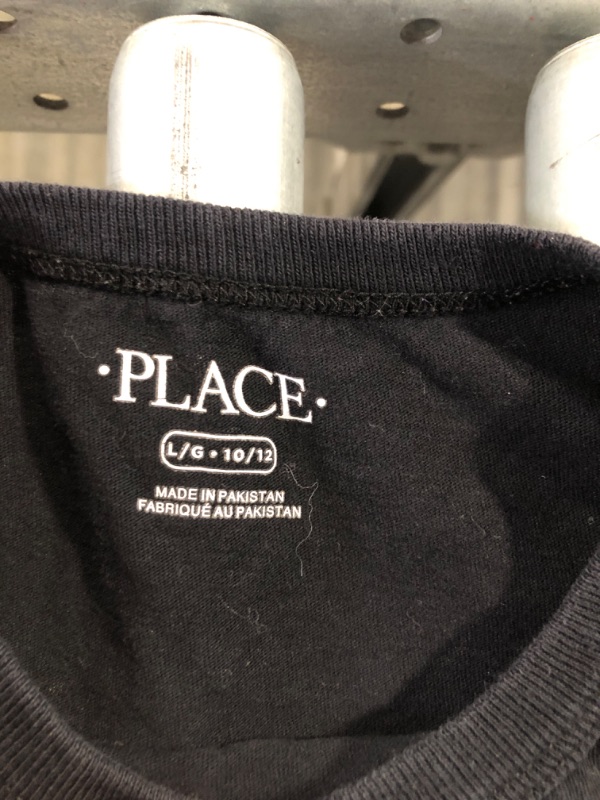 ·PLACE·
L/G • 10/12
MADE IN PAKISTAN
FABRIQUÉ AU PAKISTAN